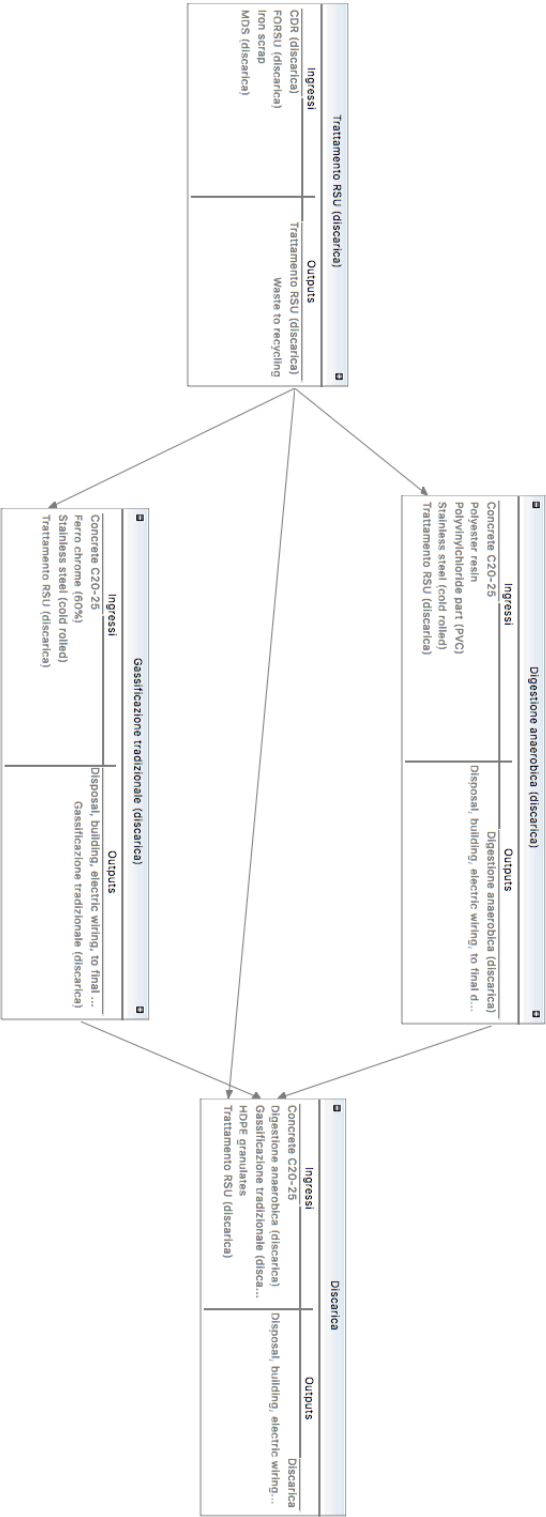 Trattamento RSU (discarica)
Ingressi
Outputs
CDR (discarica)
FORSU (discarica)
Iron scrap
MDS (discarica)
Trattamento RSU (discarica)
Waste to recycling
Digestione anaerobica (discarica)
Ingressi
Outputs
Concrete C20-25
Polyester resin
Polyvinylchloride part (PVC)
Stainless steel (cold rolled)
Trattamento RSU (discarica)
Digestione anaerobica (discarica)
Disposal, building, electric wiring, to final d...
Gassificazione tradizionale (discarica)
Ingressi
Outputs
Concrete C20-25
Ferro chrome (60%)
Stainless steel (cold rolled)
Trattamento RSU (discarica)
Disposal, building, electric wiring, to final ...
Gassificazione tradizionale (discarica)
Discarica
Ingressi
Outputs
Concrete C20-25
Digestione anaerobica (discarica)
Gassificazione tradizionale (disca...
HDPE granulates
Trattamento RSU (discarica)
Discarica
Disposal, building, electric wiring...